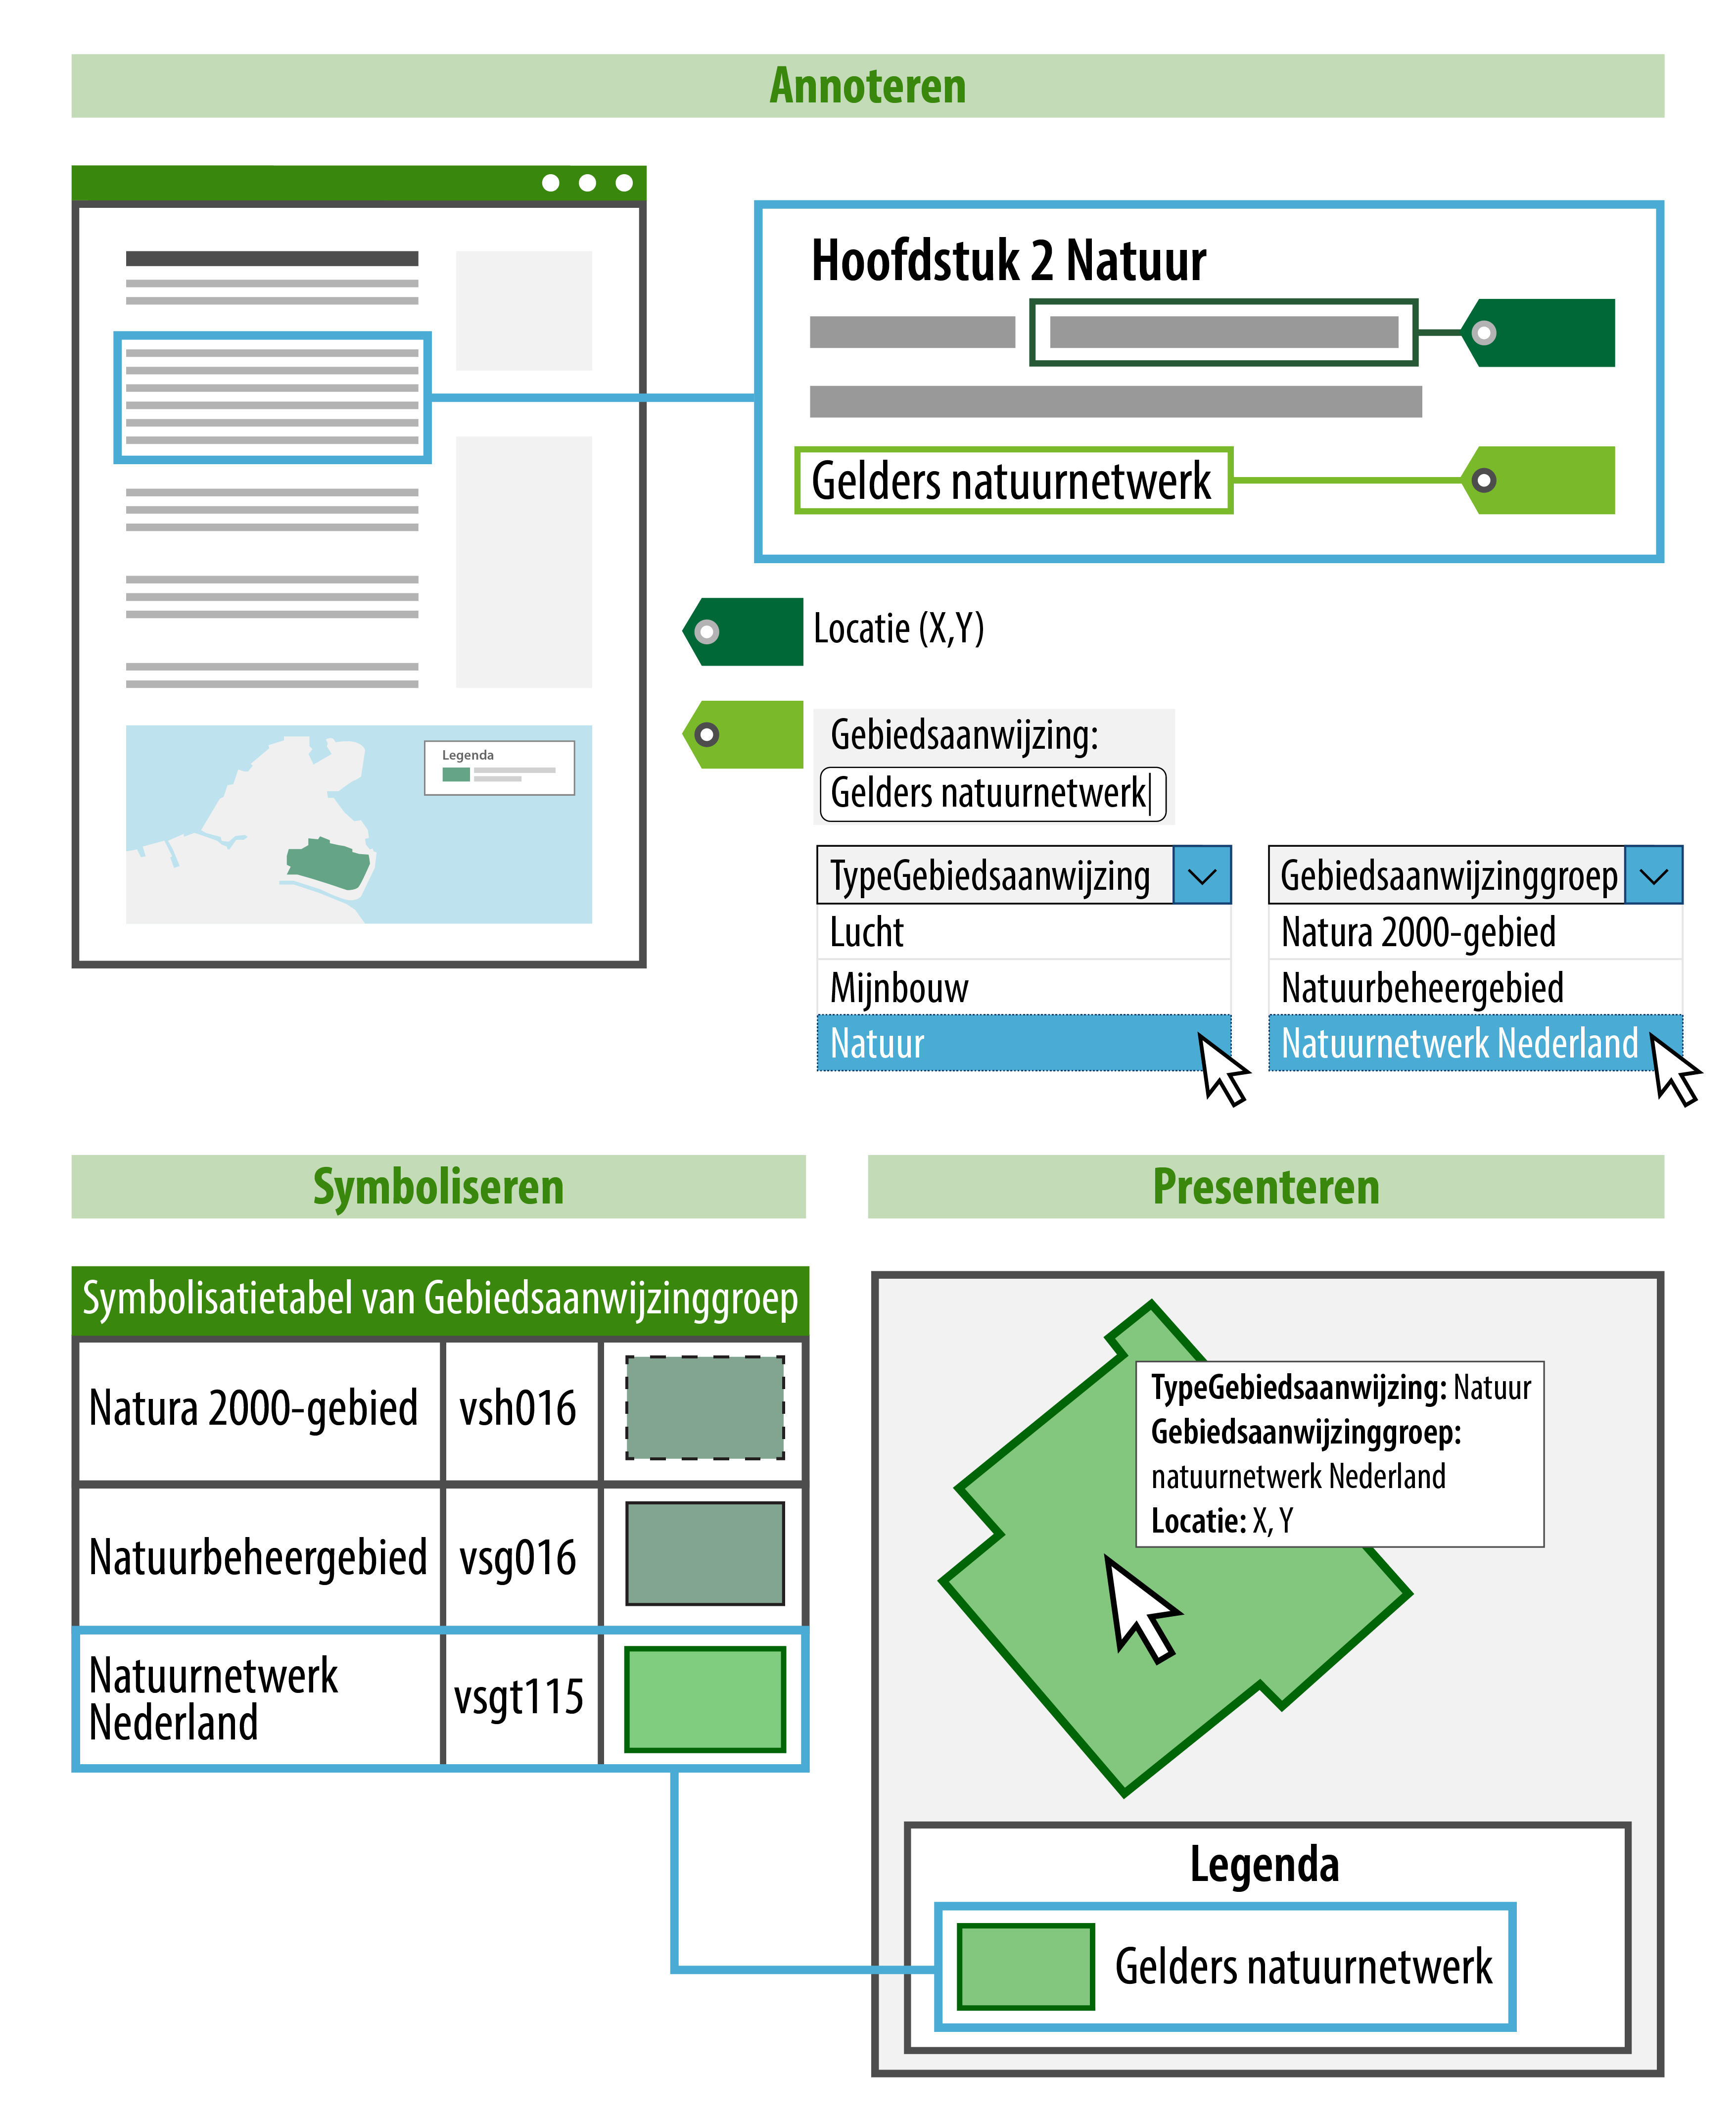 Annoteren
Hoofdstuk 2 Natuur
Gelders natuurnetwerk
Legenda
Locatie (X,Y)
Gebiedsaanwijzing:
Gelders natuurnetwerk
TypeGebiedsaanwijzing
Lucht
Mijnbouw
Natuur
Gebiedsaanwijzinggroep
Natura 2000-gebied
Natuurbeheergebied
Natuurnetwerk Nederland
Symboliseren
Symbolisatietabel van Gebiedsaanwijzinggroep
Natura 2000-gebied vsh016
Natuurbeheergebied vsg016
Natuurnetwerk
Nederland
vsgt115
Presenteren
TypeGebiedsaanwijzing: Natuur
Gebiedsaanwijzinggroep:
natuurnetwerk Nederland
Locatie: X, Y
Legenda
Gelders natuurnetwerk